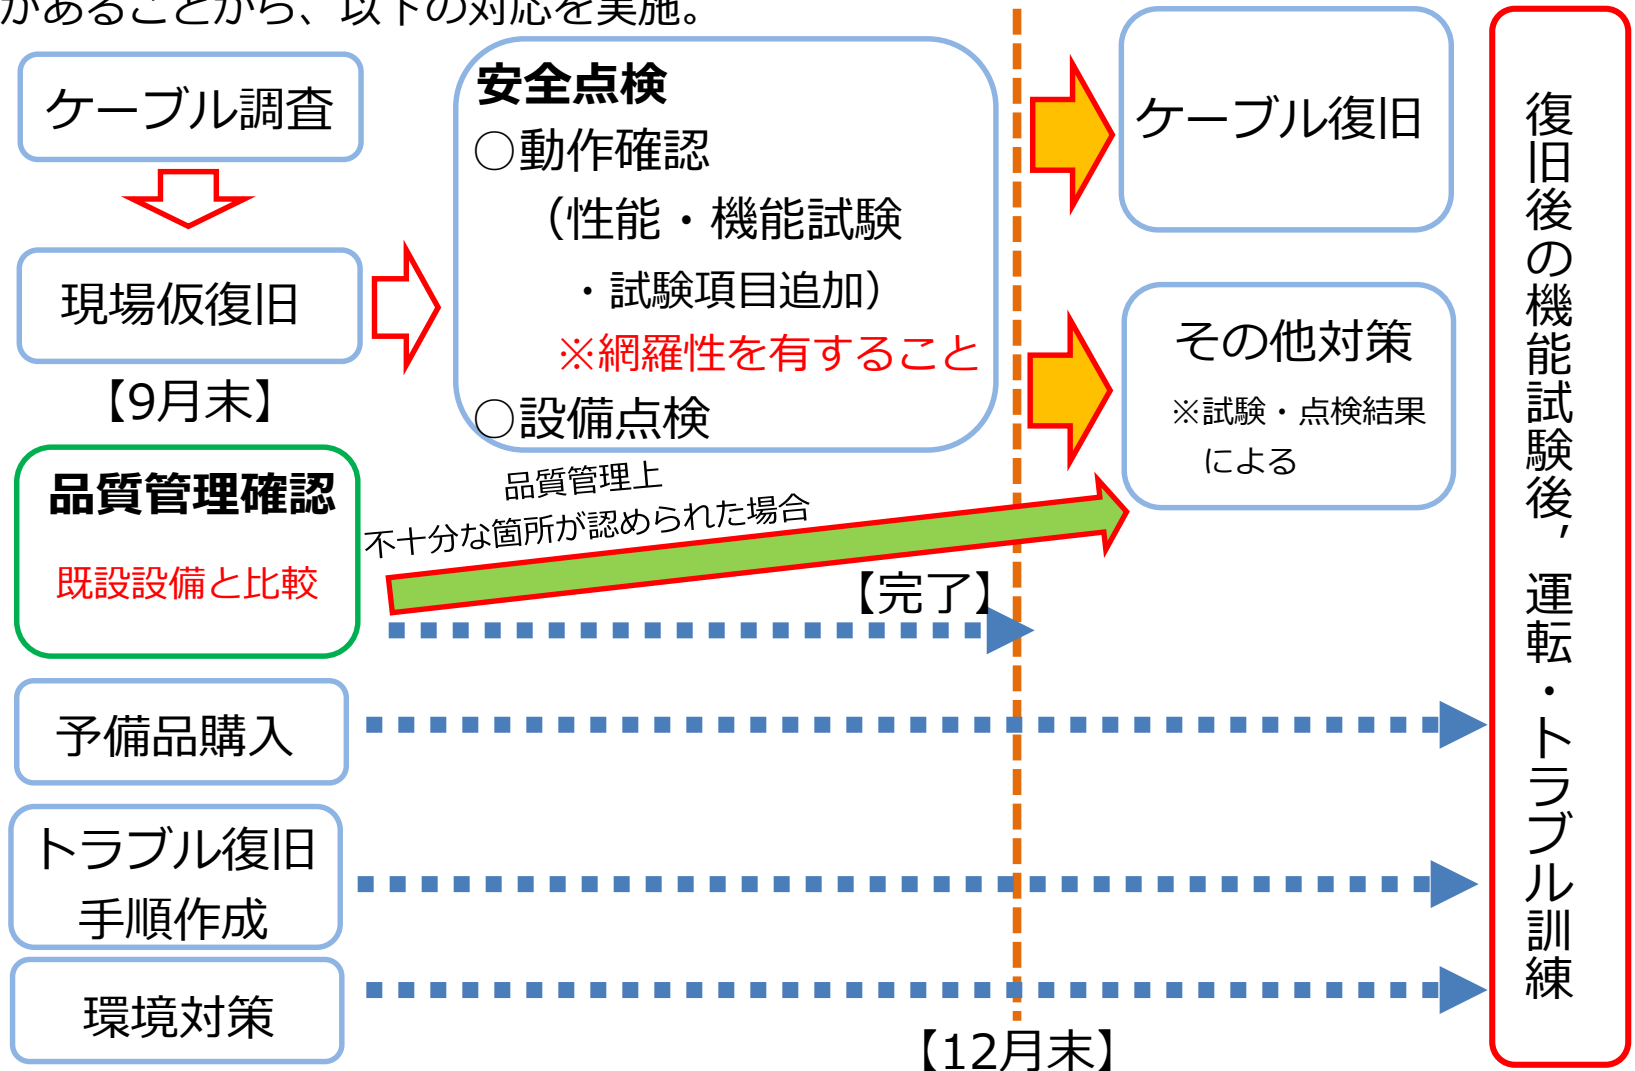 があることから、以下の対応を実施。
ケーブル調査
現場仮復旧
【9月末】
安全点検
○動作確認
（性能・機能試験
・試験項目追加）
※網羅性を有すること
○設備点検
ケーブル復旧
その他対策
※試験・点検結果
による
品質管理確認
既設設備と比較
品質管理上
不十分な箇所が認められた場合
【完了】
予備品購入
トラブル復旧
手順作成
環境対策
【12月末】
復旧後の機能試験後，運転・トラブル訓練